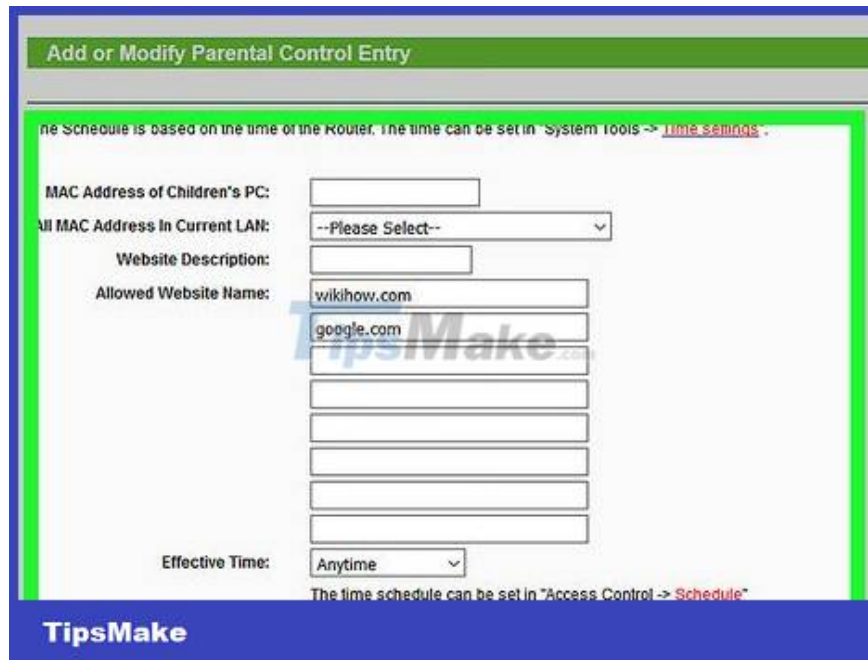 Add or Modify Parental Control Entry
The Schedule is based on the time of the Router. The time can be set in "System Tools -> Time settings".
MAC Address of Children's PC:
All MAC Address In Current LAN: --Please Select--
Website Description:
Allowed Website Name: wikihow.com
google.com
TipsMake.com
Effective Time: Anytime
The time schedule can be set in "Access Control -> Schedule"
TipsMake